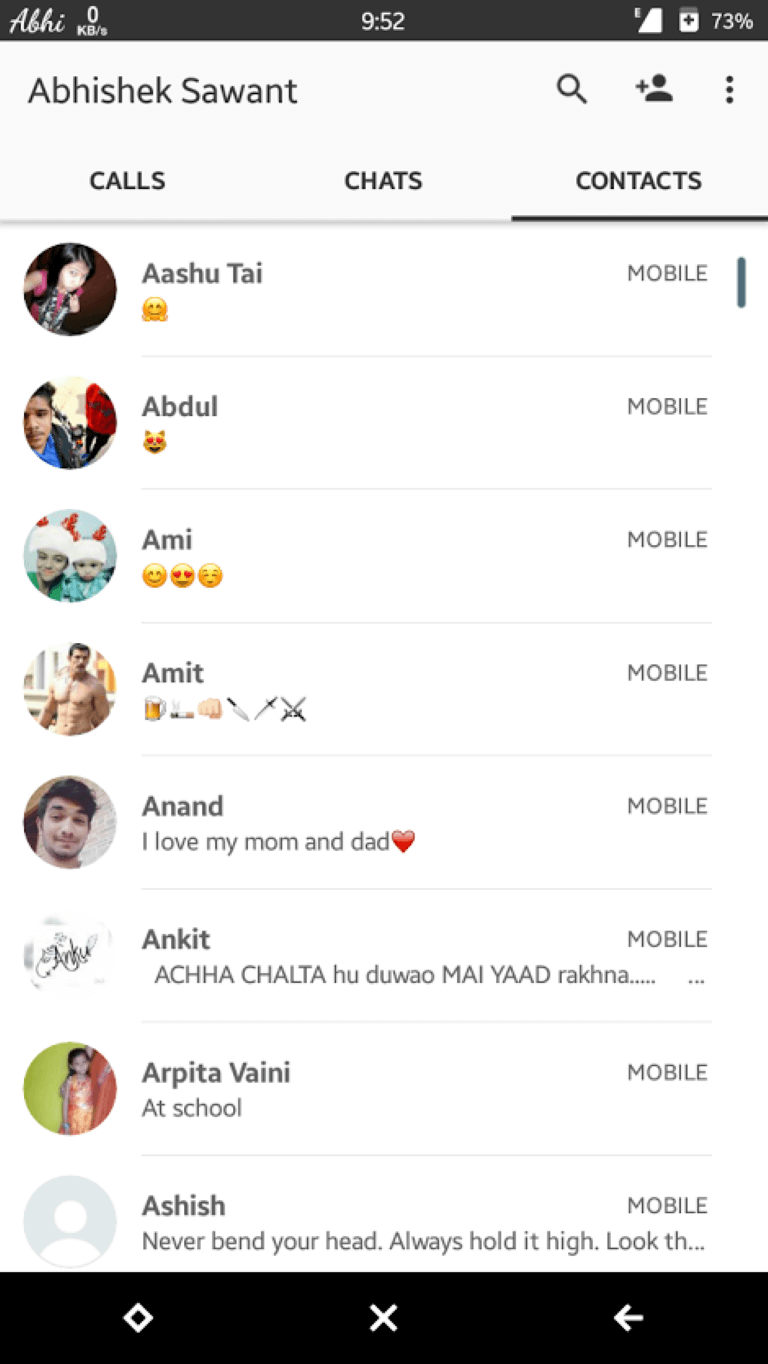 Abhi 0 KB/s 9:52 E 73%
Abhishek Sawant
CALLS CHATS CONTACTS
Aashu Tai MOBILE
🤗
Abdul MOBILE
😻
Ami MOBILE
😊😍☺️
Amit MOBILE
🍺🚬👊🏻🔪🗡⚔
Anand MOBILE
I love my mom and dad❤️
Anku
Ankit MOBILE
ACHHA CHALTA hu duwao MAI YAAD rakhna..... ...
Arpita Vaini MOBILE
At school
Ashish MOBILE
Never bend your head. Always hold it high. Look th...